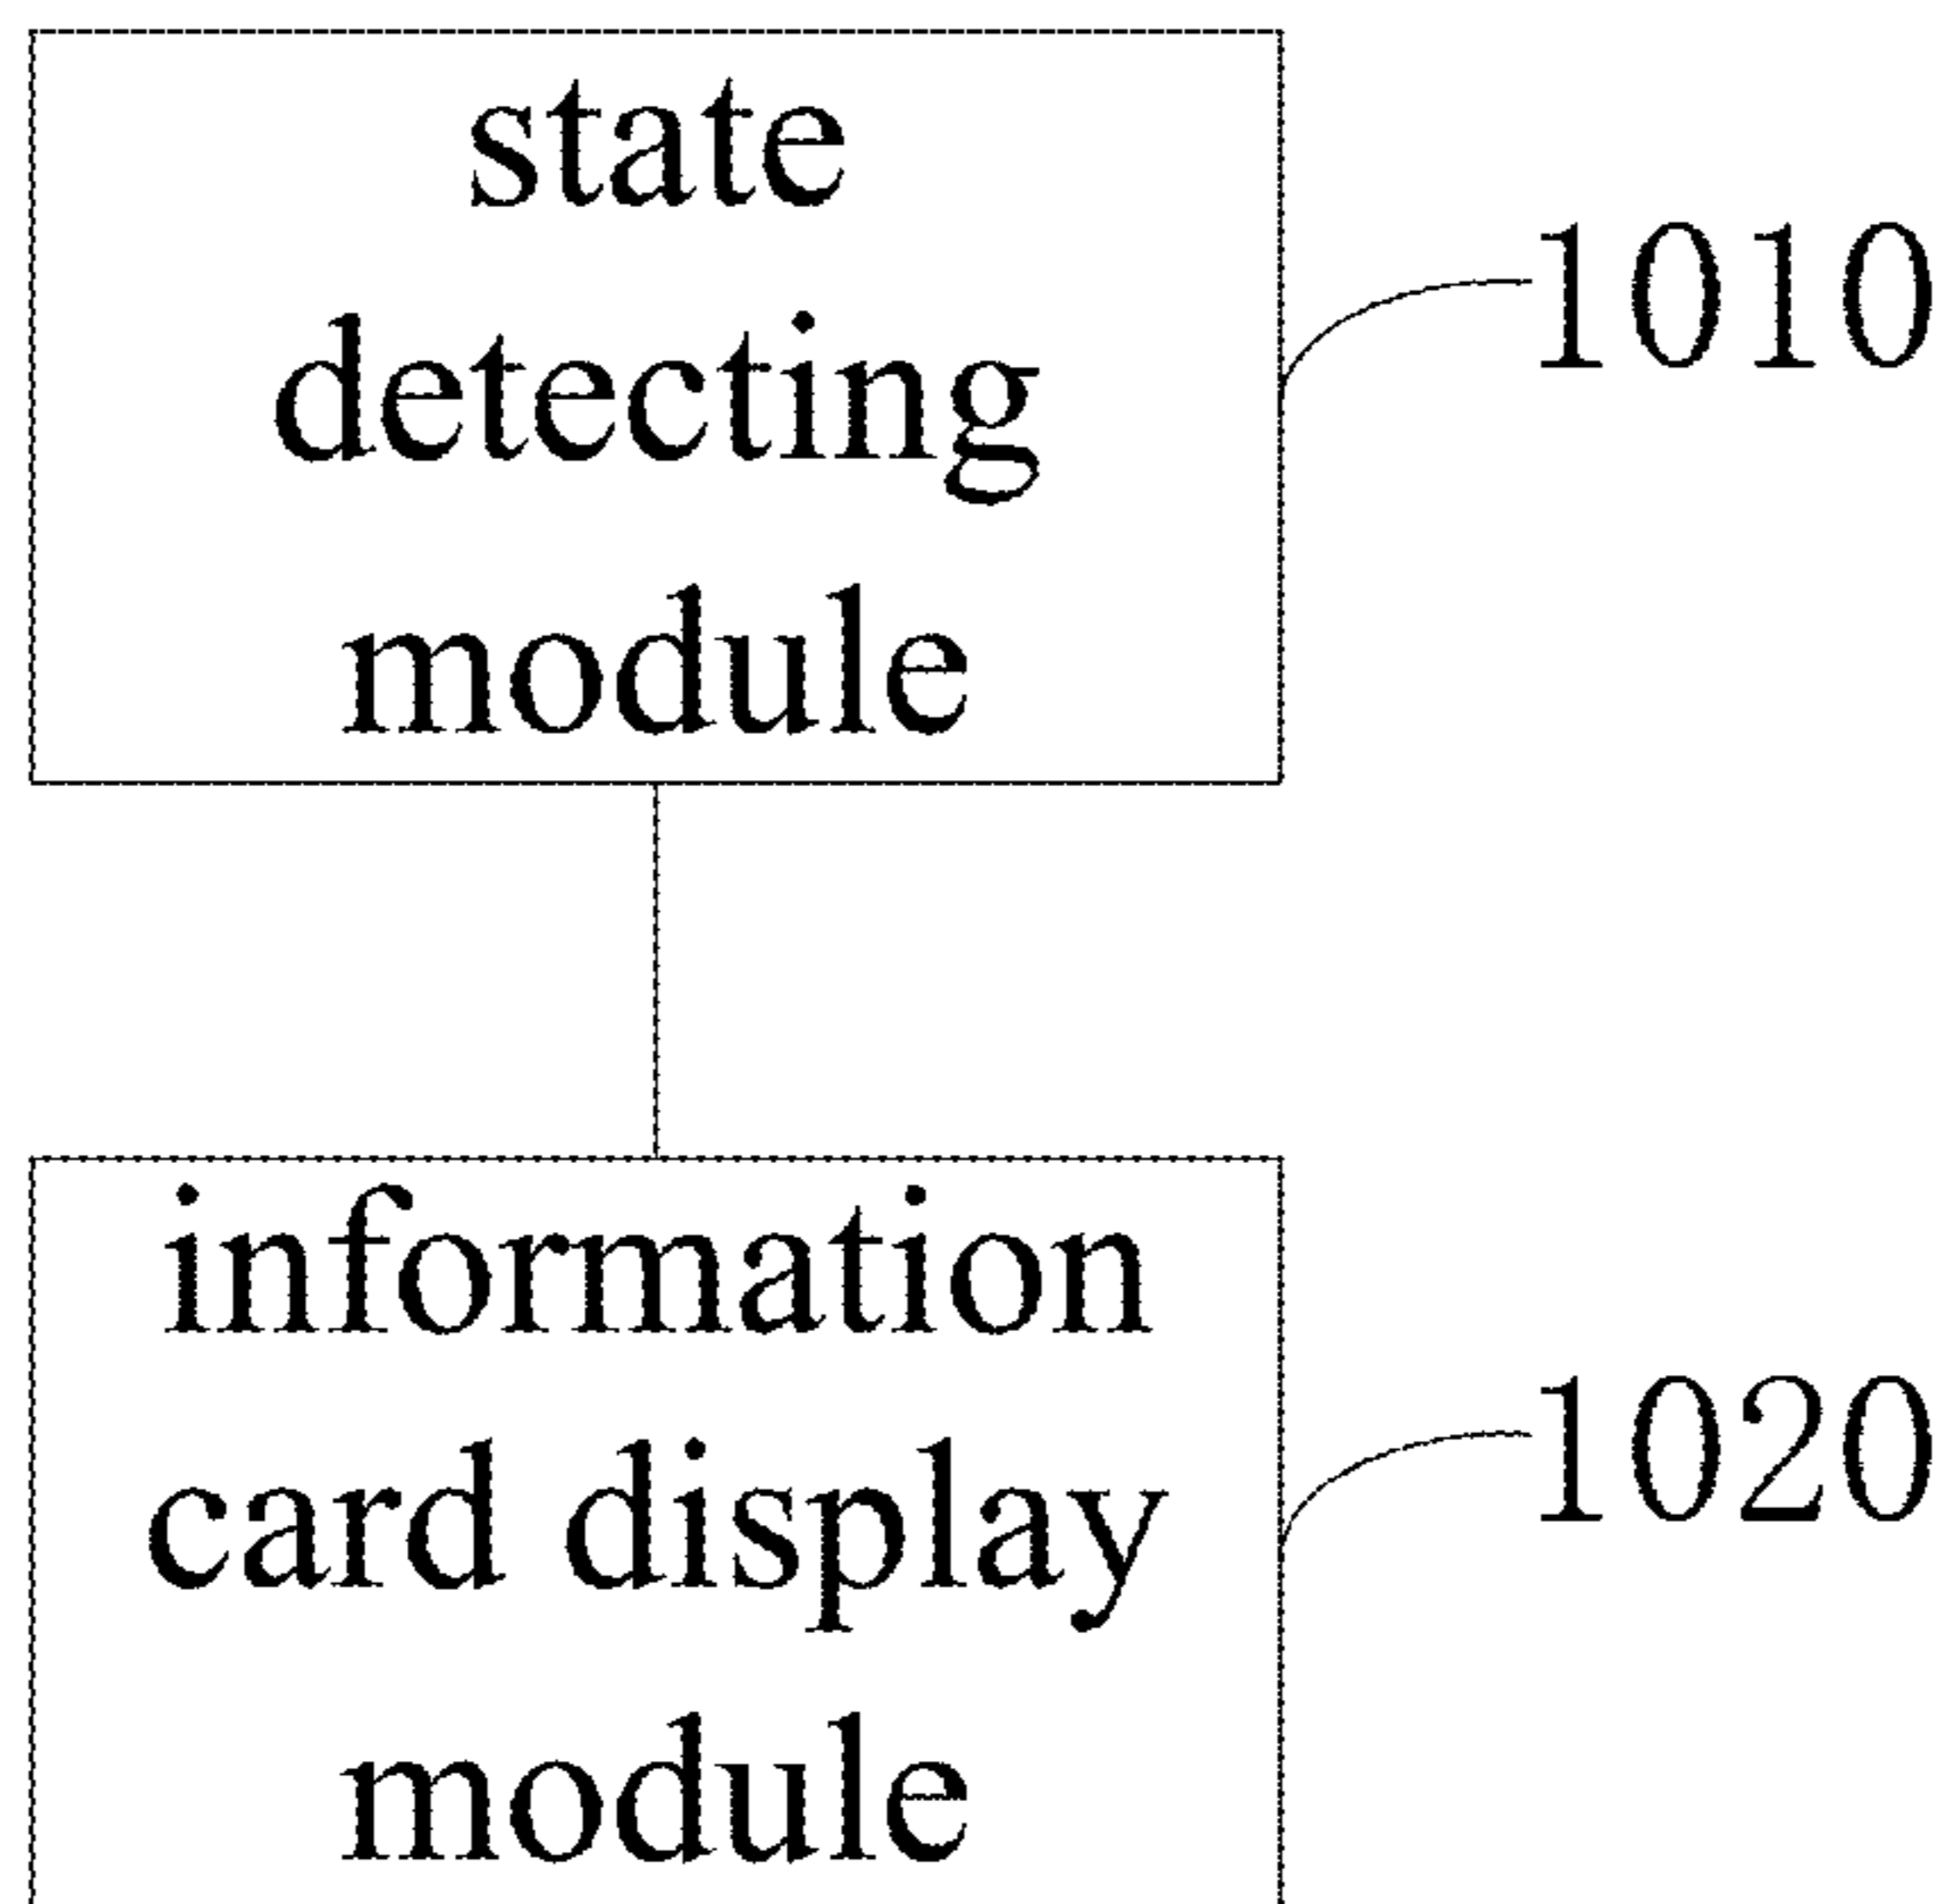 state
detecting
module
1010
information
card display
module
1020